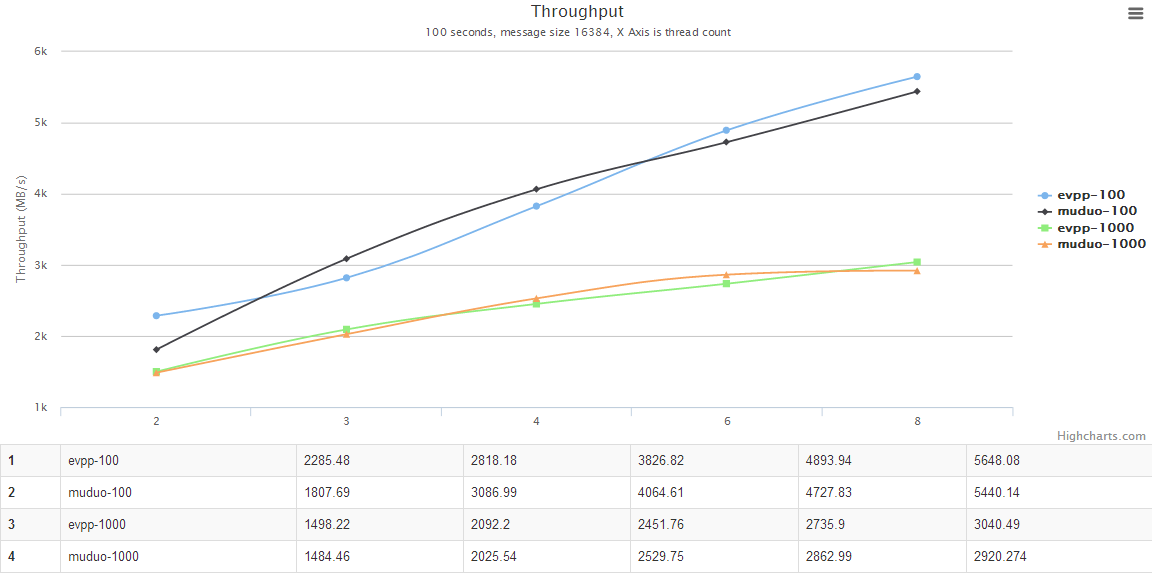 Throughput
100 seconds, message size 16384, X Axis is thread count
6k
5k
4k
3k
2k
1k
Throughput (MB/s)
2 3 4 6 8
evpp-100
muduo-100
evpp-1000
muduo-1000
Highcharts.com
1 evpp-100 2285.48 2818.18 3826.82 4893.94 5648.08
2 muduo-100 1807.69 3086.99 4064.61 4727.83 5440.14
3 evpp-1000 1498.22 2092.2 2451.76 2735.9 3040.49
4 muduo-1000 1484.46 2025.54 2529.75 2862.99 2920.274